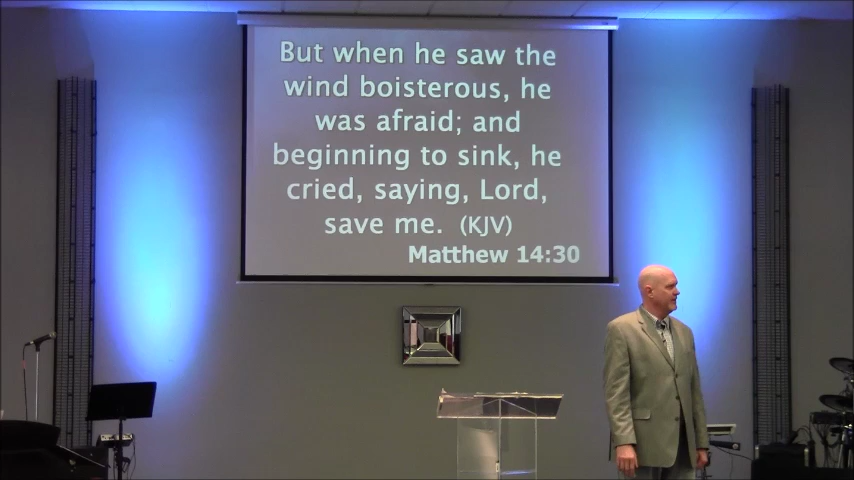 But when he saw the
wind boisterous, he
was afraid; and
beginning to sink, he
cried, saying, Lord,
save me. (KJV)
Matthew 14:30